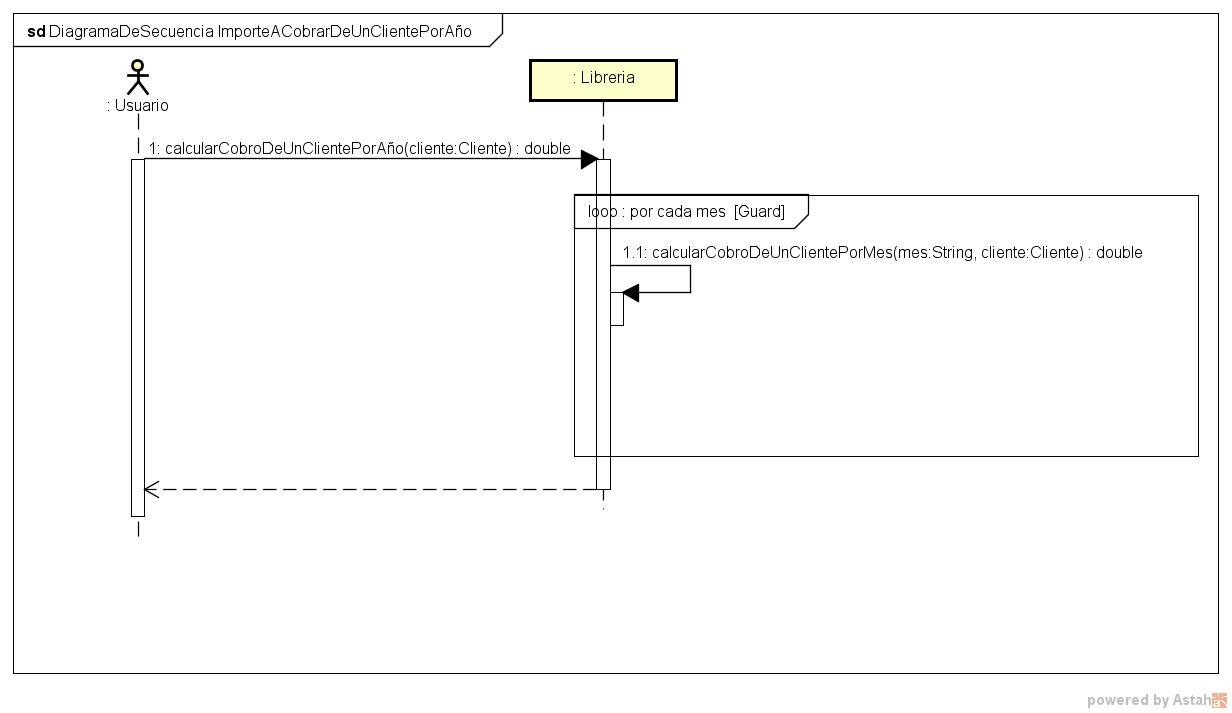 sd DiagramaDeSecuencia ImporteACobrarDeUnClientePorAño
: Usuario
: Libreria
1: calcularCobroDeUnClientePorAño(cliente:Cliente) : double
loop : por cada mes [Guard]
1.1: calcularCobroDeUnClientePorMes(mes:String, cliente:Cliente) : double
powered by Astah